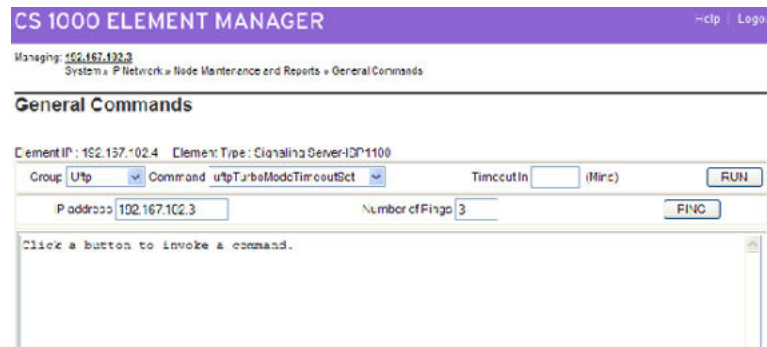 CS 1000 ELEMENT MANAGER
Help | Logo
Managing: 192.167.102.3
System » IP Network » Node Maintenance and Reports » General Commands
General Commands
Element IP : 192.167.102.4 Element Type : Signaling Server-ISP1100
Group Uftp Command uftpTurboModeTimeoutSet Timeout In (Mins) RUN
IP address 192.167.102.3 Number of Pings 3 PING
Click a button to invoke a command.